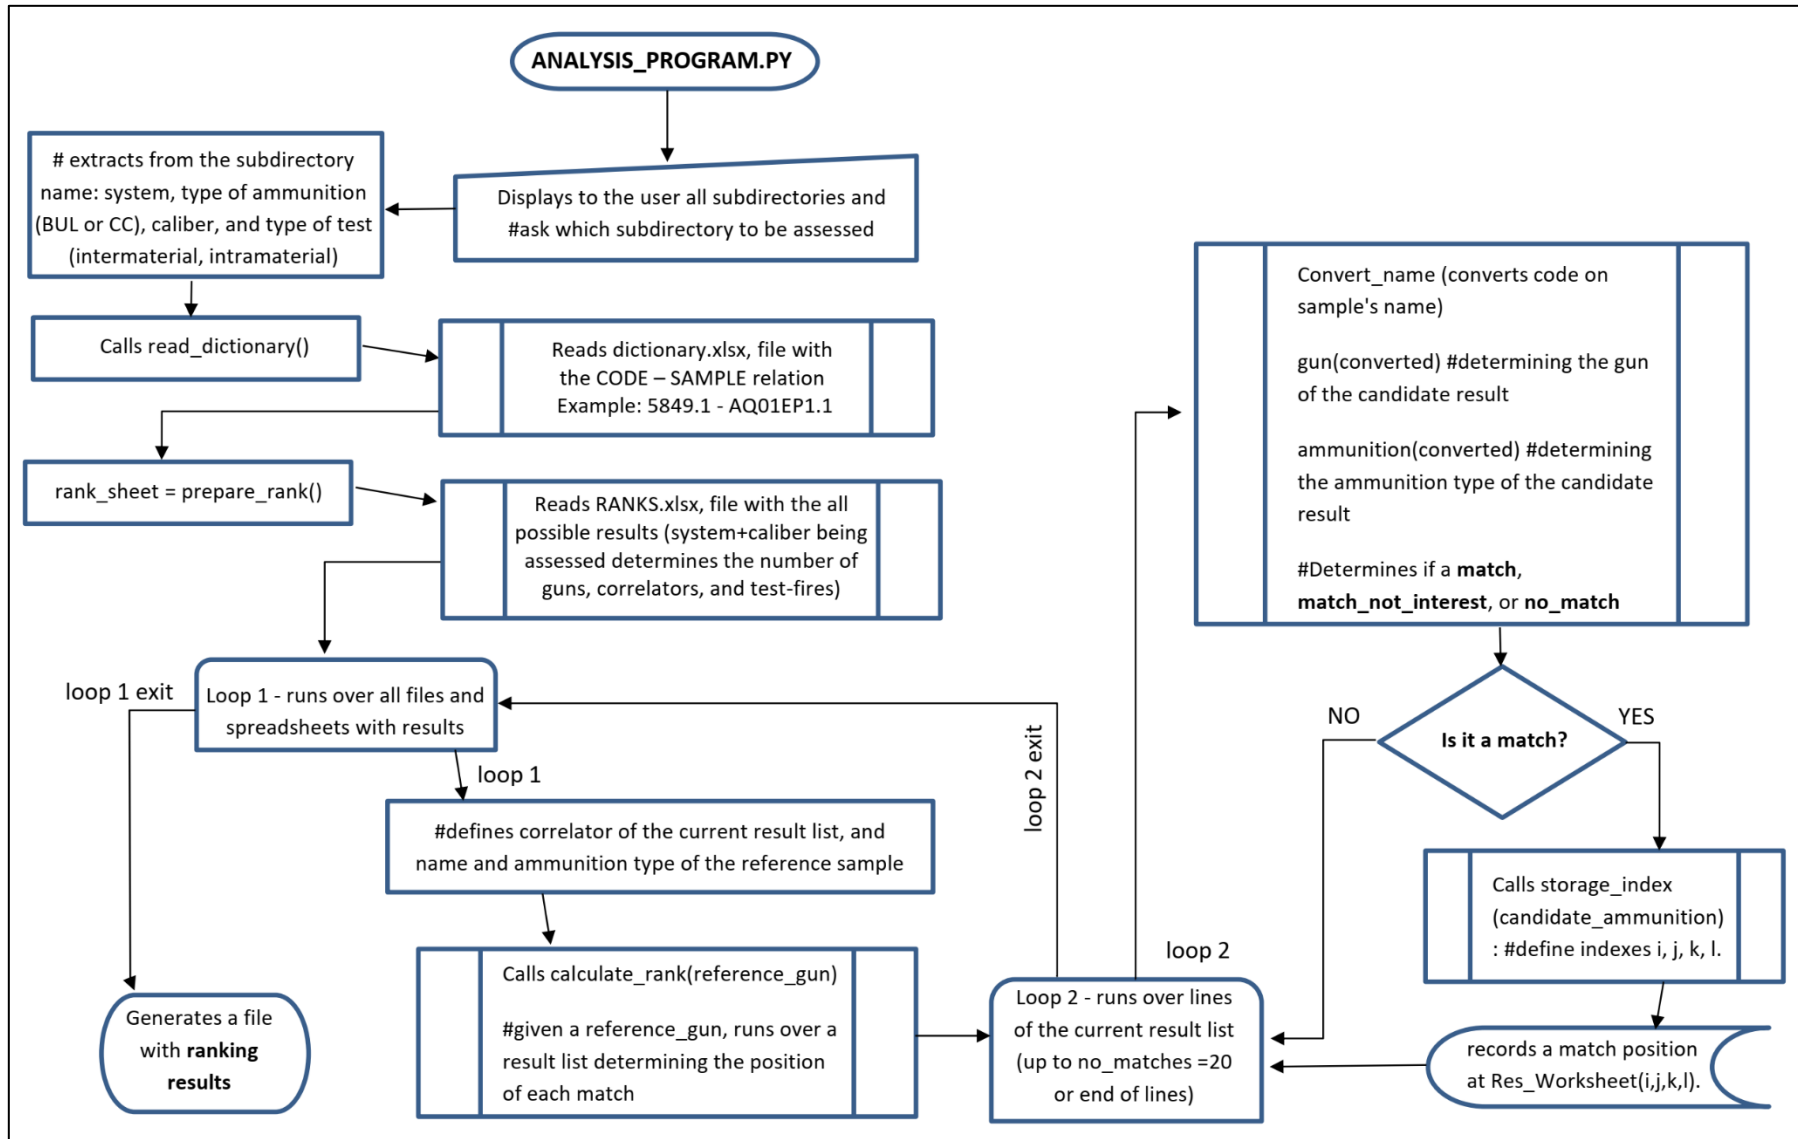 ANALYSIS_PROGRAM.PY
Displays to the user all subdirectories and
#ask which subdirectory to be assessed
# extracts from the subdirectory
name: system, type of ammunition
(BUL or CC), caliber, and type of test
(intermaterial, intramaterial)
Calls read_dictionary()
Reads dictionary.xlsx, file with
the CODE – SAMPLE relation
Example: 5849.1 - AQ01EP1.1
rank_sheet = prepare_rank()
Reads RANKS.xlsx, file with the all
possible results (system+caliber being
assessed determines the number of
guns, correlators, and test-fires)
loop 1 exit
Loop 1 - runs over all files and
spreadsheets with results
loop 1
#defines correlator of the current result list, and
name and ammunition type of the reference sample
Calls calculate_rank(reference_gun)
#given a reference_gun, runs over a
result list determining the position
of each match
Generates a file
with ranking
results
loop 2 exit
loop 2
Loop 2 - runs over lines
of the current result list
(up to no_matches =20
or end of lines)
Convert_name (converts code on
sample's name)
gun(converted) #determining the gun
of the candidate result
ammunition(converted) #determining
the ammunition type of the candidate
result
#Determines if a match,
match_not_interest, or no_match
NO
YES
Is it a match?
Calls storage_index
(candidate_ammunition)
: #define indexes i, j, k, l.
records a match position
at Res_Worksheet(i,j,k,l).